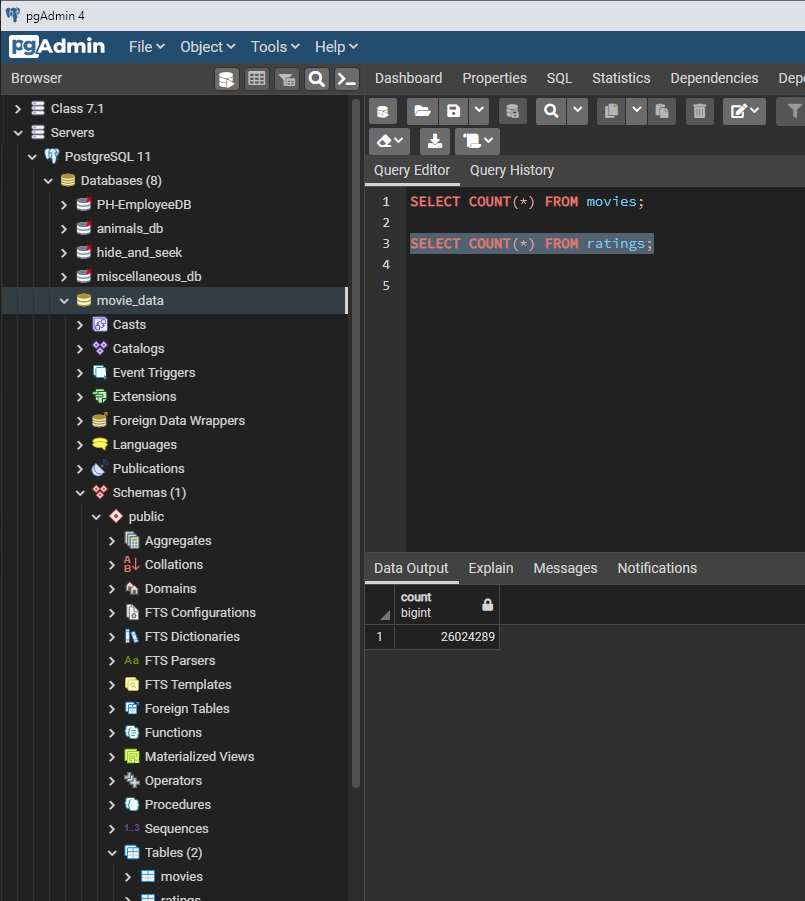 pgAdmin 4
pgAdmin File Object Tools Help
Browser
Dashboard Properties SQL Statistics Dependencies Depe
Class 7.1
Servers
PostgreSQL 11
Databases (8)
PH-EmployeeDB
animals_db
hide_and_seek
miscellaneous_db
movie_data
Casts
Catalogs
Event Triggers
Extensions
Foreign Data Wrappers
Languages
Publications
Schemas (1)
public
Aggregates
Collations
Domains
FTS Configurations
FTS Dictionaries
Aa FTS Parsers
FTS Templates
Foreign Tables
Functions
Materialized Views
Operators
Procedures
1..3 Sequences
Tables (2)
movies
ratings
Query Editor Query History
1 SELECT COUNT(*) FROM movies;
2
3 SELECT COUNT(*) FROM ratings;
4
5
Data Output Explain Messages Notifications
count
bigint
1 26024289